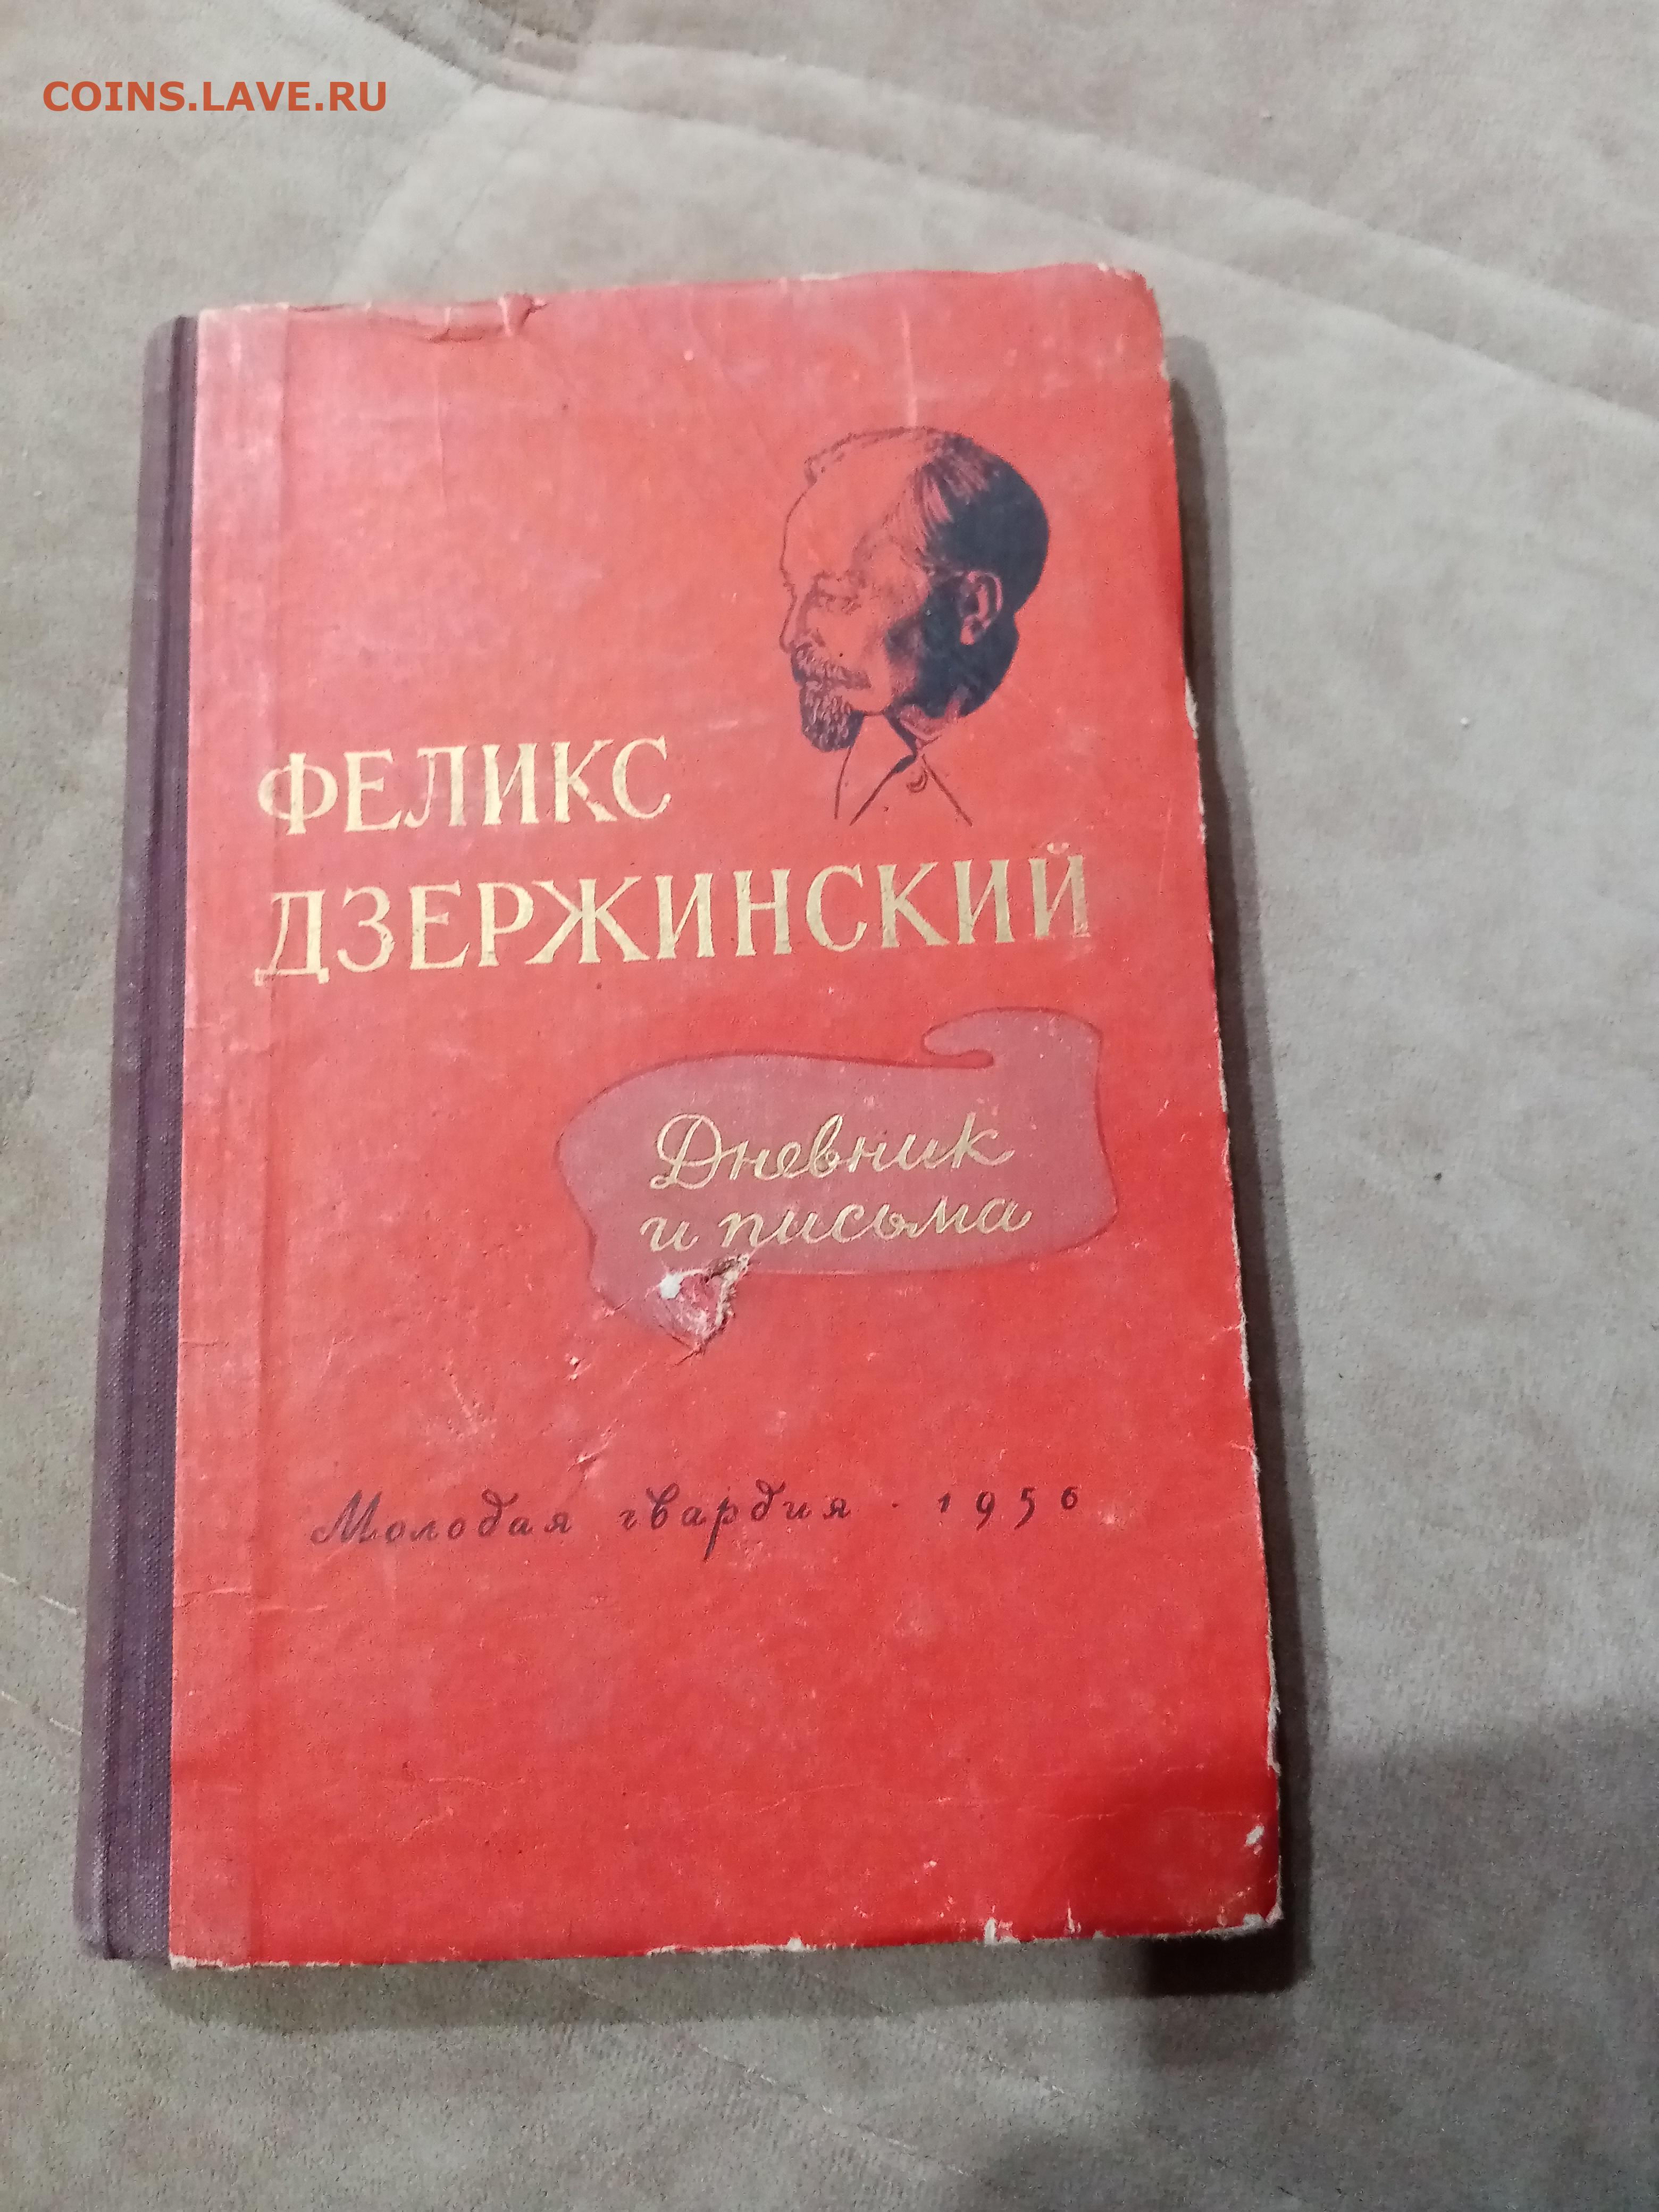 COINS.LAVE.RU
ФЕЛИКС
ДЗЕРЖИНСКИЙ
Дневник
и письма
Молодая гвардия · 1956